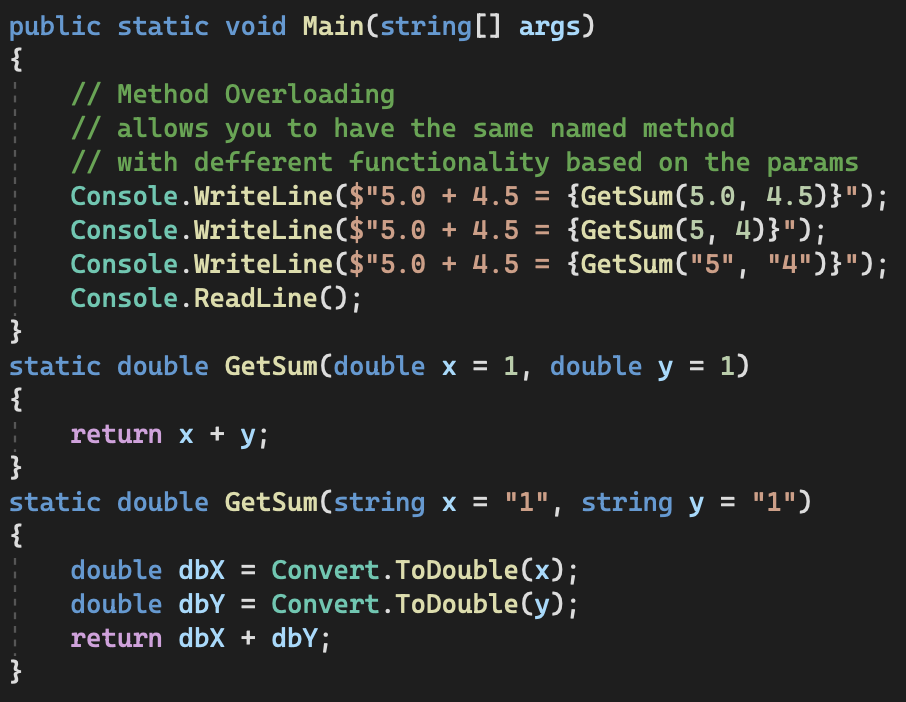 public static void Main(string[] args)
{
    // Method Overloading
    // allows you to have the same named method
    // with defferent functionality based on the params
    Console.WriteLine($"5.0 + 4.5 = {GetSum(5.0, 4.5)}");
    Console.WriteLine($"5.0 + 4.5 = {GetSum(5, 4)}");
    Console.WriteLine($"5.0 + 4.5 = {GetSum("5", "4")}");
    Console.ReadLine();
}
static double GetSum(double x = 1, double y = 1)
{
    return x + y;
}
static double GetSum(string x = "1", string y = "1")
{
    double dbX = Convert.ToDouble(x);
    double dbY = Convert.ToDouble(y);
    return dbX + dbY;
}